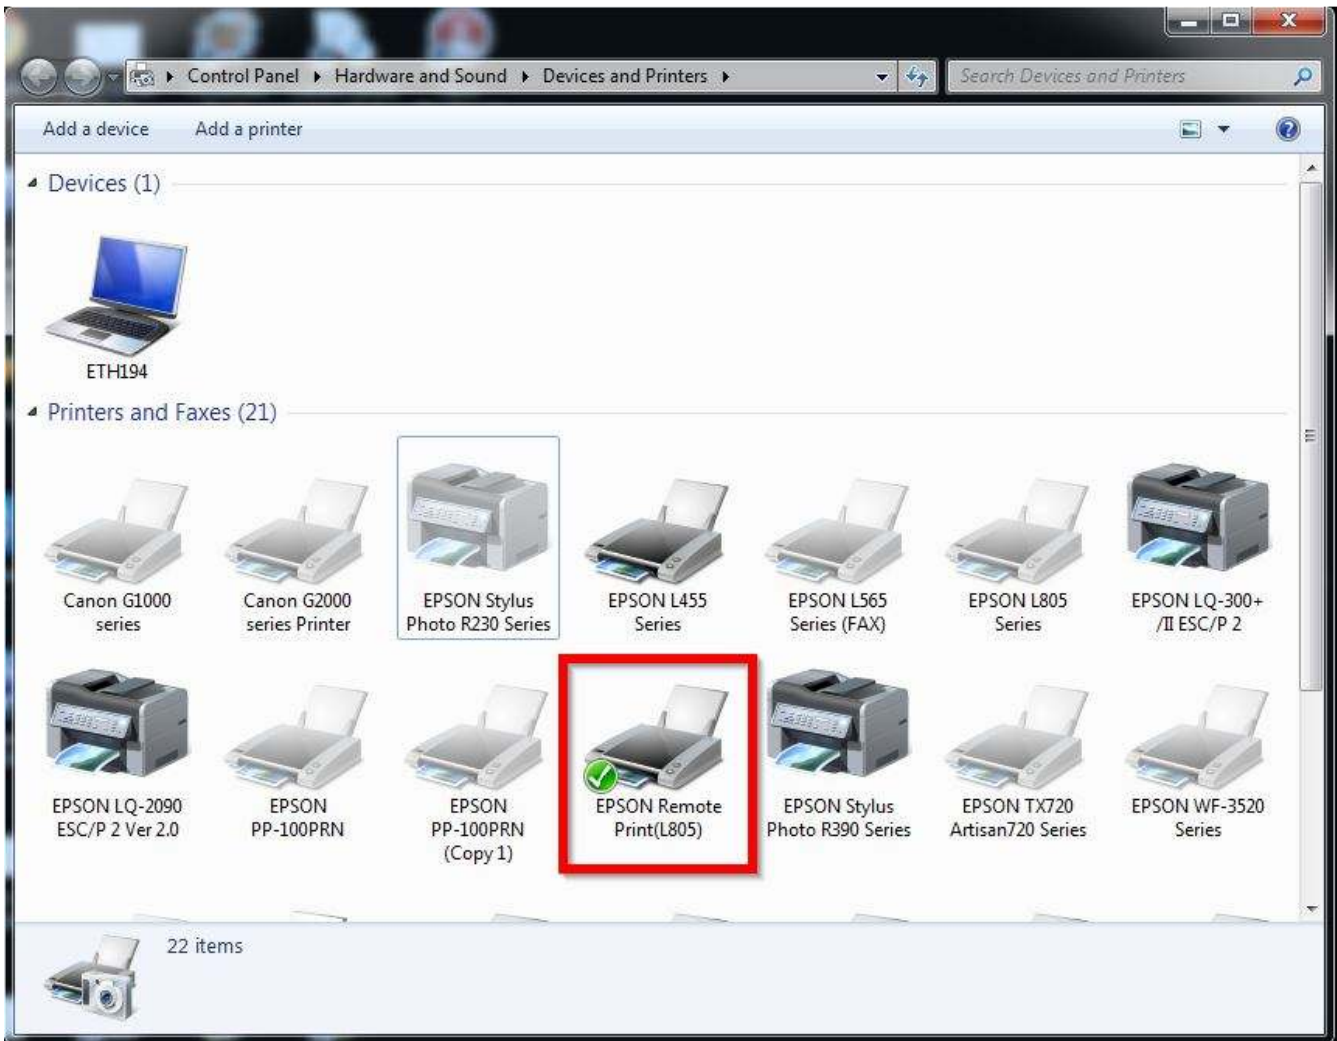 Control Panel Hardware and Sound Devices and Printers
Search Devices and Printers
Add a device Add a printer
Devices (1)
ETH194
Printers and Faxes (21)
Canon G1000
series
Canon G2000
series Printer
EPSON Stylus
Photo R230 Series
EPSON L455
Series
EPSON L565
Series (FAX)
EPSON L805
Series
EPSON LQ-300+
/II ESC/P 2
EPSON LQ-2090
ESC/P 2 Ver 2.0
EPSON
PP-100PRN
EPSON
PP-100PRN
(Copy 1)
EPSON Remote
Print(L805)
EPSON Stylus
Photo R390 Series
EPSON TX720
Artisan720 Series
EPSON WF-3520
Series
22 items